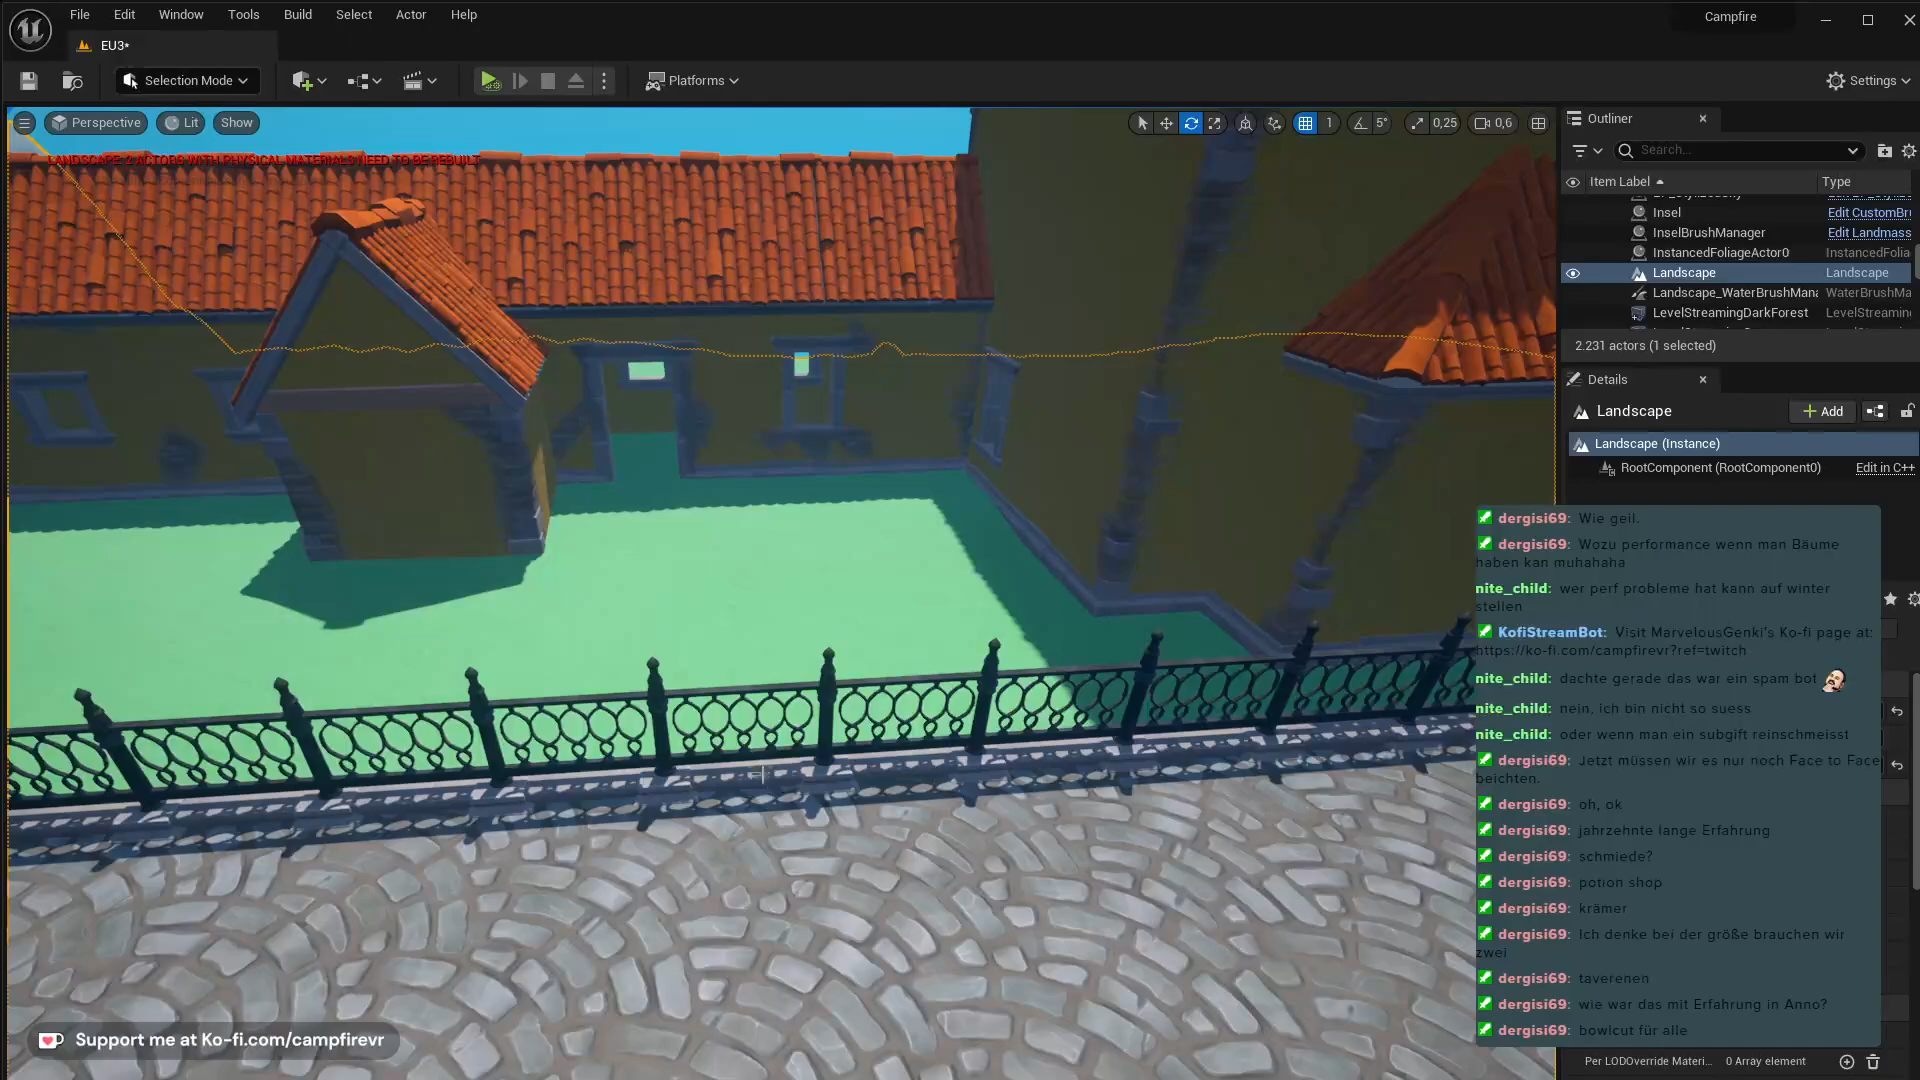 File Edit Window Tools Build Select Actor Help
Campfire
EU3*
Selection Mode
Platforms
Settings
Perspective Lit Show
1 5° 0,25 0,6
LANDSCAPE: 2 ACTORS WITH PHYSICAL MATERIALS NEED TO BE REBUILT
Outliner
Search...
Item Label Type
Insel Edit CustomBru
InselBrushManager Edit Landmass
InstancedFoliageActor0 InstancedFolia
Landscape Landscape
Landscape_WaterBrushMana WaterBrushMa
LevelStreamingDarkForest LevelStreaming
2.231 actors (1 selected)
Details
Landscape
Add
Landscape (Instance)
RootComponent (RootComponent0) Edit in C++
dergisi69: Wie geil.
dergisi69: Wozu performance wenn man Bäume
haben kan muhahaha
nite_child: wer perf probleme hat kann auf winter
stellen
KofiStreamBot: Visit MarvelousGenki's Ko-fi page at:
https://ko-fi.com/campfirevr?ref=twitch
nite_child: dachte gerade das war ein spam bot
nite_child: nein, ich bin nicht so suess
nite_child: oder wenn man ein subgift reinschmeisst
dergisi69: Jetzt müssen wir es nur noch Face to Face
beichten.
dergisi69: oh, ok
dergisi69: jahrzehnte lange Erfahrung
dergisi69: schmiede?
dergisi69: potion shop
dergisi69: krämer
dergisi69: Ich denke bei der größe brauchen wir
zwei
dergisi69: taverenen
dergisi69: wie war das mit Erfahrung in Anno?
dergisi69: bowlcut für alle
Support me at Ko-fi.com/campfirevr
Per LODOverride Materi... 0 Array element